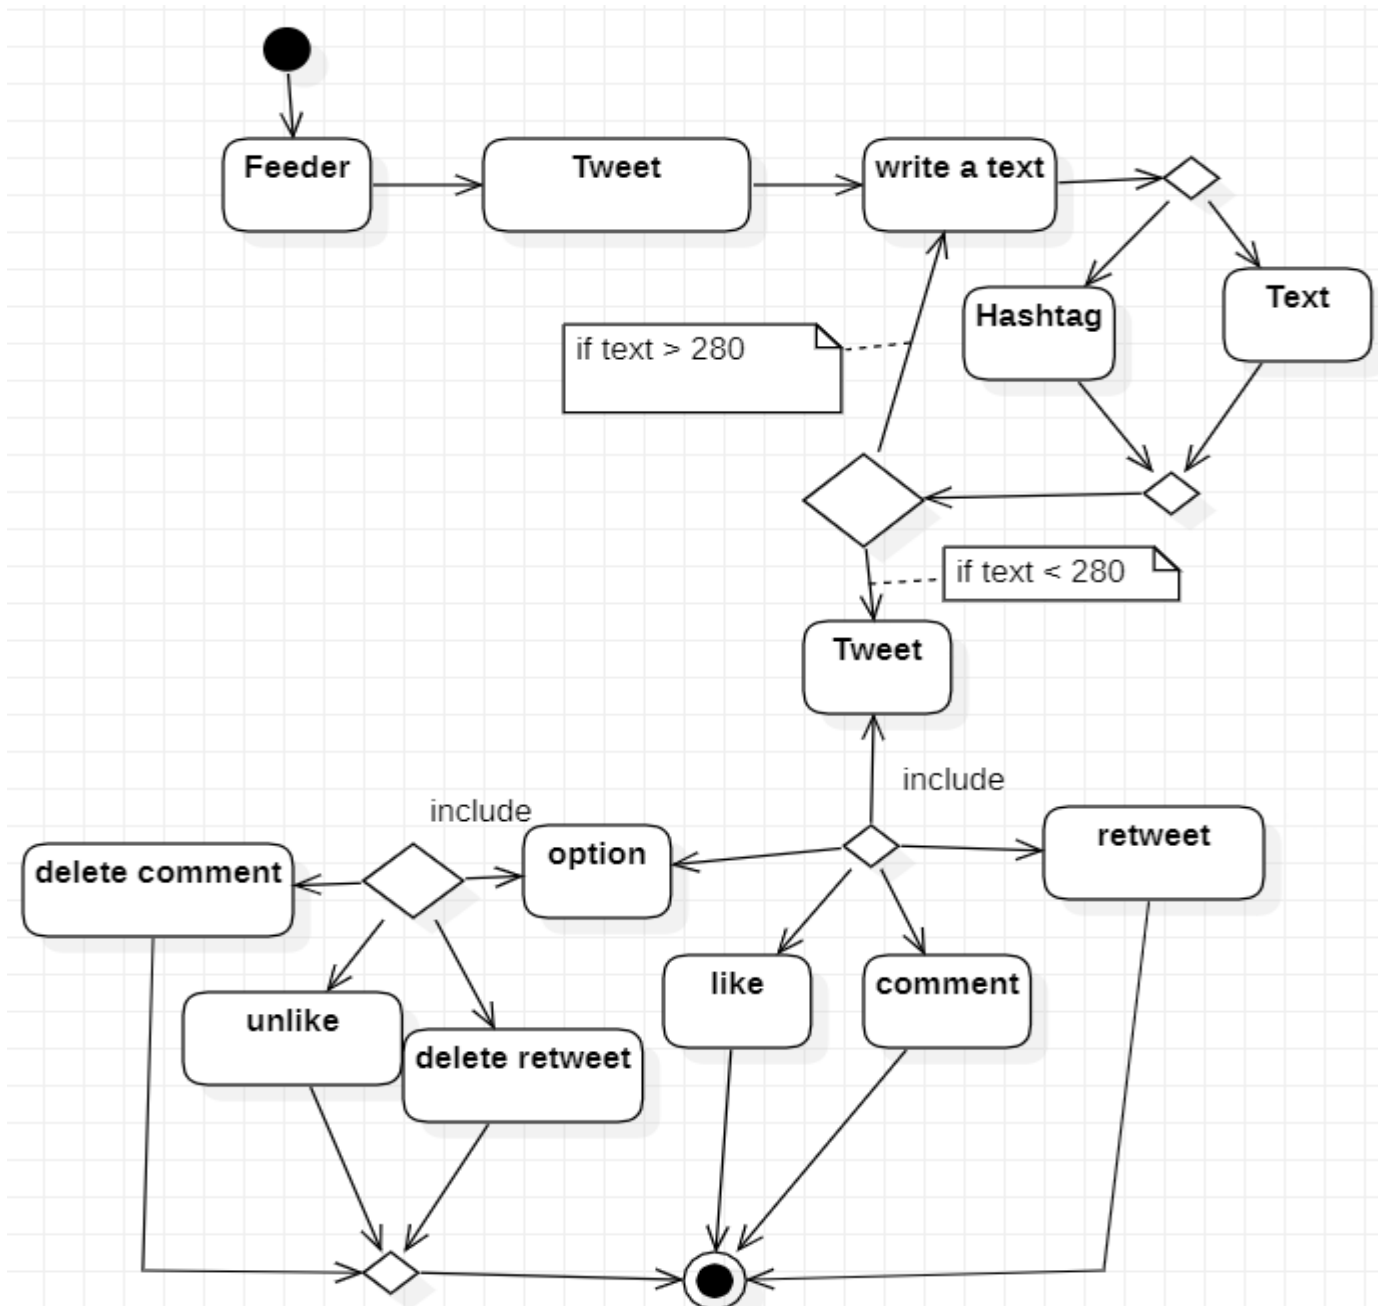 Feeder
Tweet
write a text
Hashtag
Text
if text > 280
if text < 280
Tweet
include
include
retweet
option
delete comment
like
comment
unlike
delete retweet